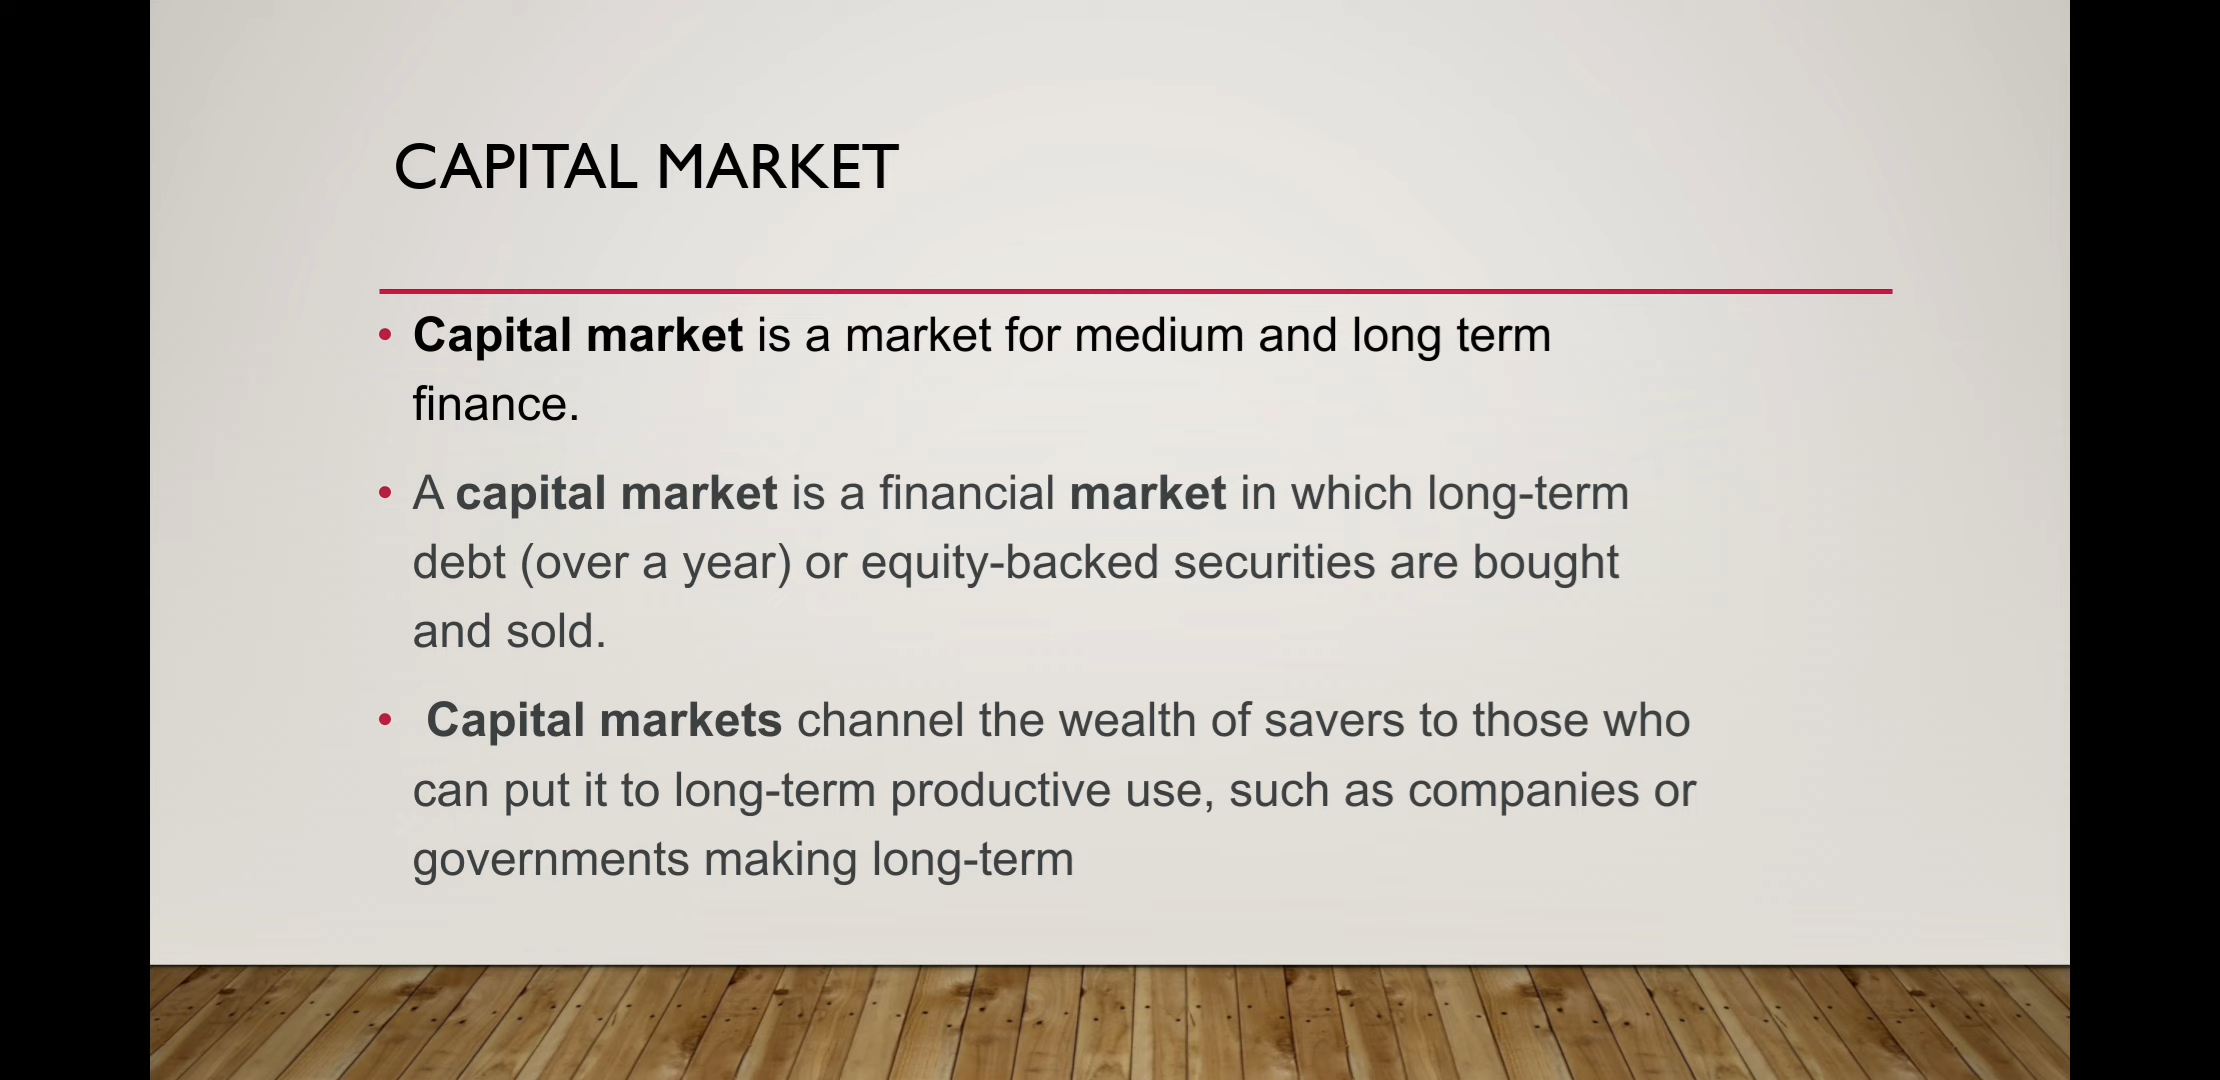 CAPITAL MARKET
• Capital market is a market for medium and long term
finance.
• A capital market is a financial market in which long-term
debt (over a year) or equity-backed securities are bought
and sold.
• Capital markets channel the wealth of savers to those who
can put it to long-term productive use, such as companies or
governments making long-term